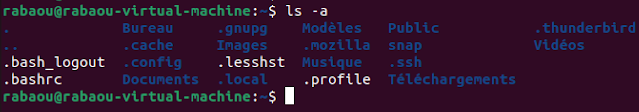 rabaou@rabaou-virtual-machine:~$ ls -a
. Bureau .gnupg Modèles Public .thunderbird
.. .cache Images .mozilla snap Vidéos
.bash_logout .config .lesshst Musique .ssh
.bashrc Documents .local .profile Téléchargements
rabaou@rabaou-virtual-machine:~$